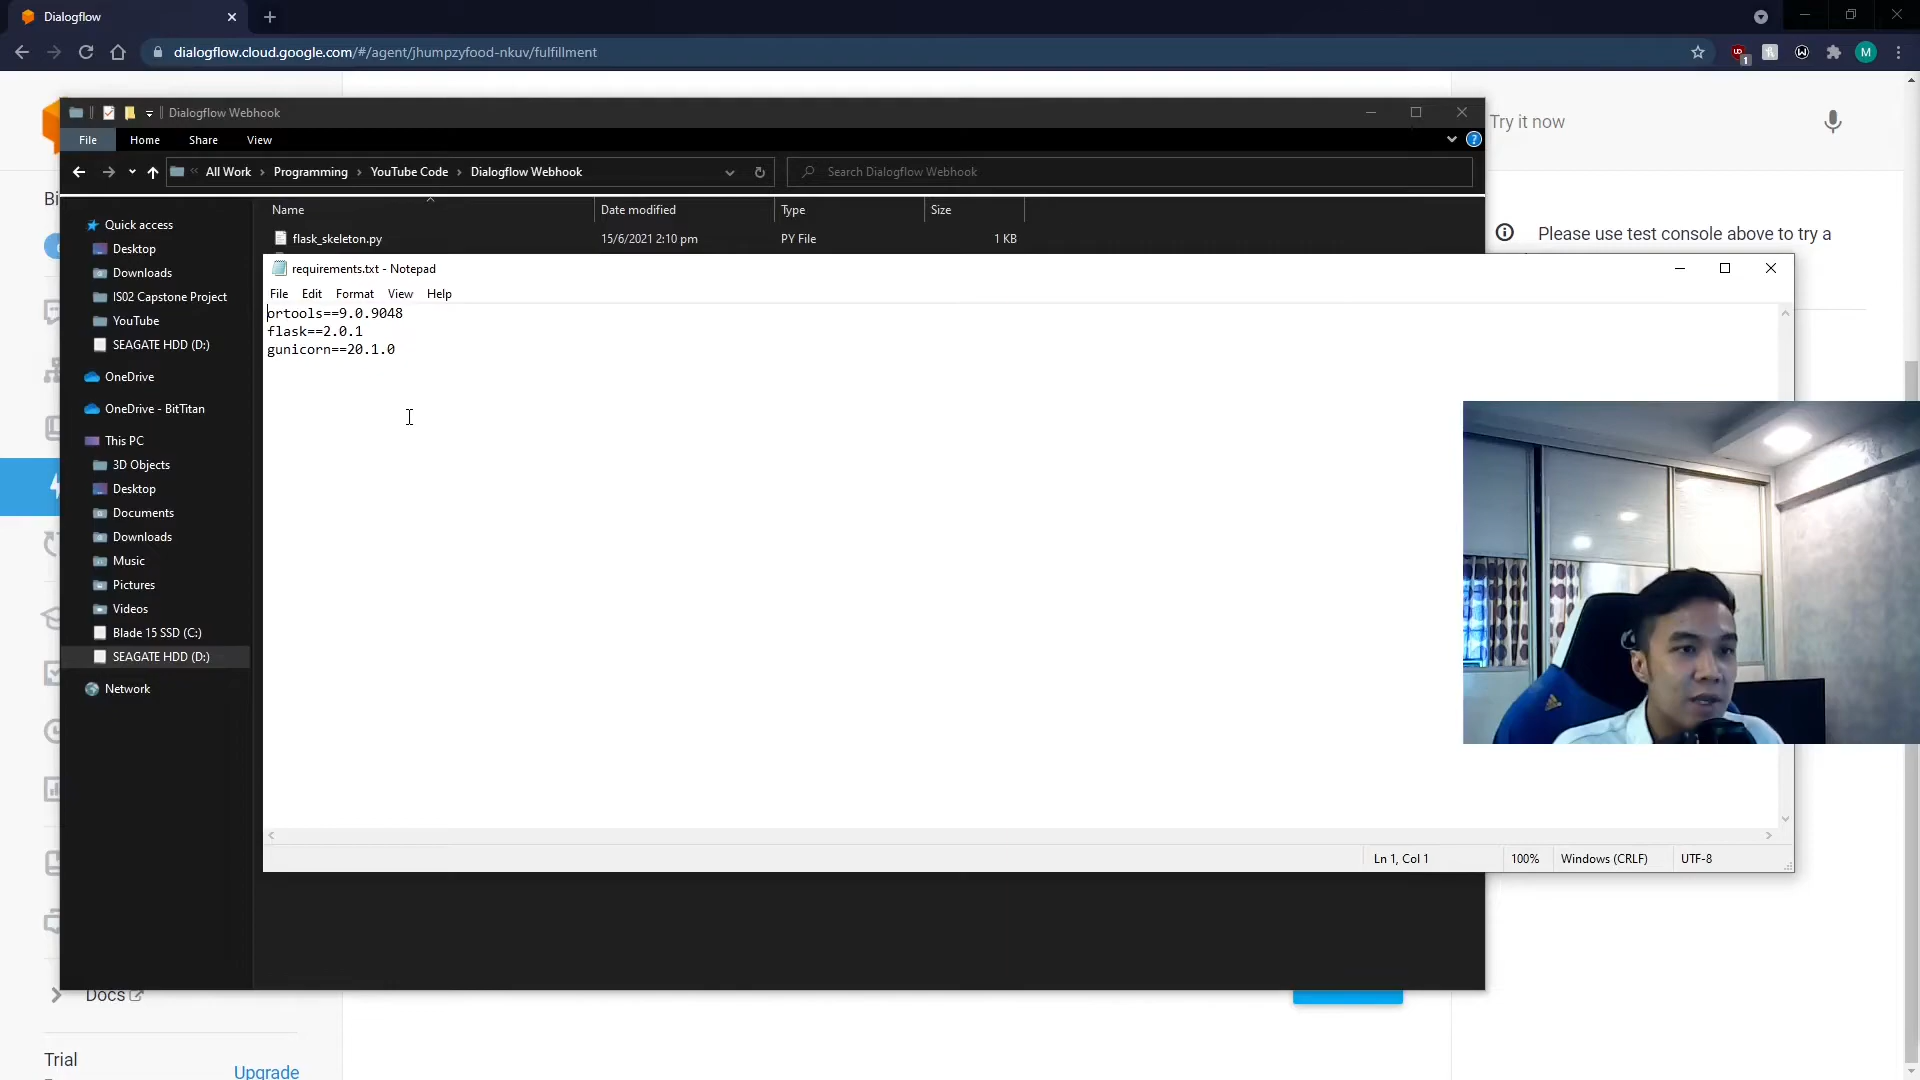 Dialogflow
dialogflow.cloud.google.com/#/agent/jhumpzyfood-nkuv/fulfillment
1
M
Dialogflow Webhook
File Home Share View
All Work > Programming > YouTube Code > Dialogflow Webhook
Search Dialogflow Webhook
Name Date modified Type Size
flask_skeleton.py 15/6/2021 2:10 pm PY File 1 KB
Quick access
Desktop
Downloads
IS02 Capstone Project
YouTube
SEAGATE HDD (D:)
OneDrive
OneDrive - BitTitan
This PC
3D Objects
Desktop
Documents
Downloads
Music
Pictures
Videos
Blade 15 SSD (C:)
SEAGATE HDD (D:)
Network
requirements.txt - Notepad
File Edit Format View Help
ortools==9.0.9048
flask==2.0.1
gunicorn==20.1.0
Ln 1, Col 1 100% Windows (CRLF) UTF-8
Try it now
Please use test console above to try a
Docs
Trial
Upgrade